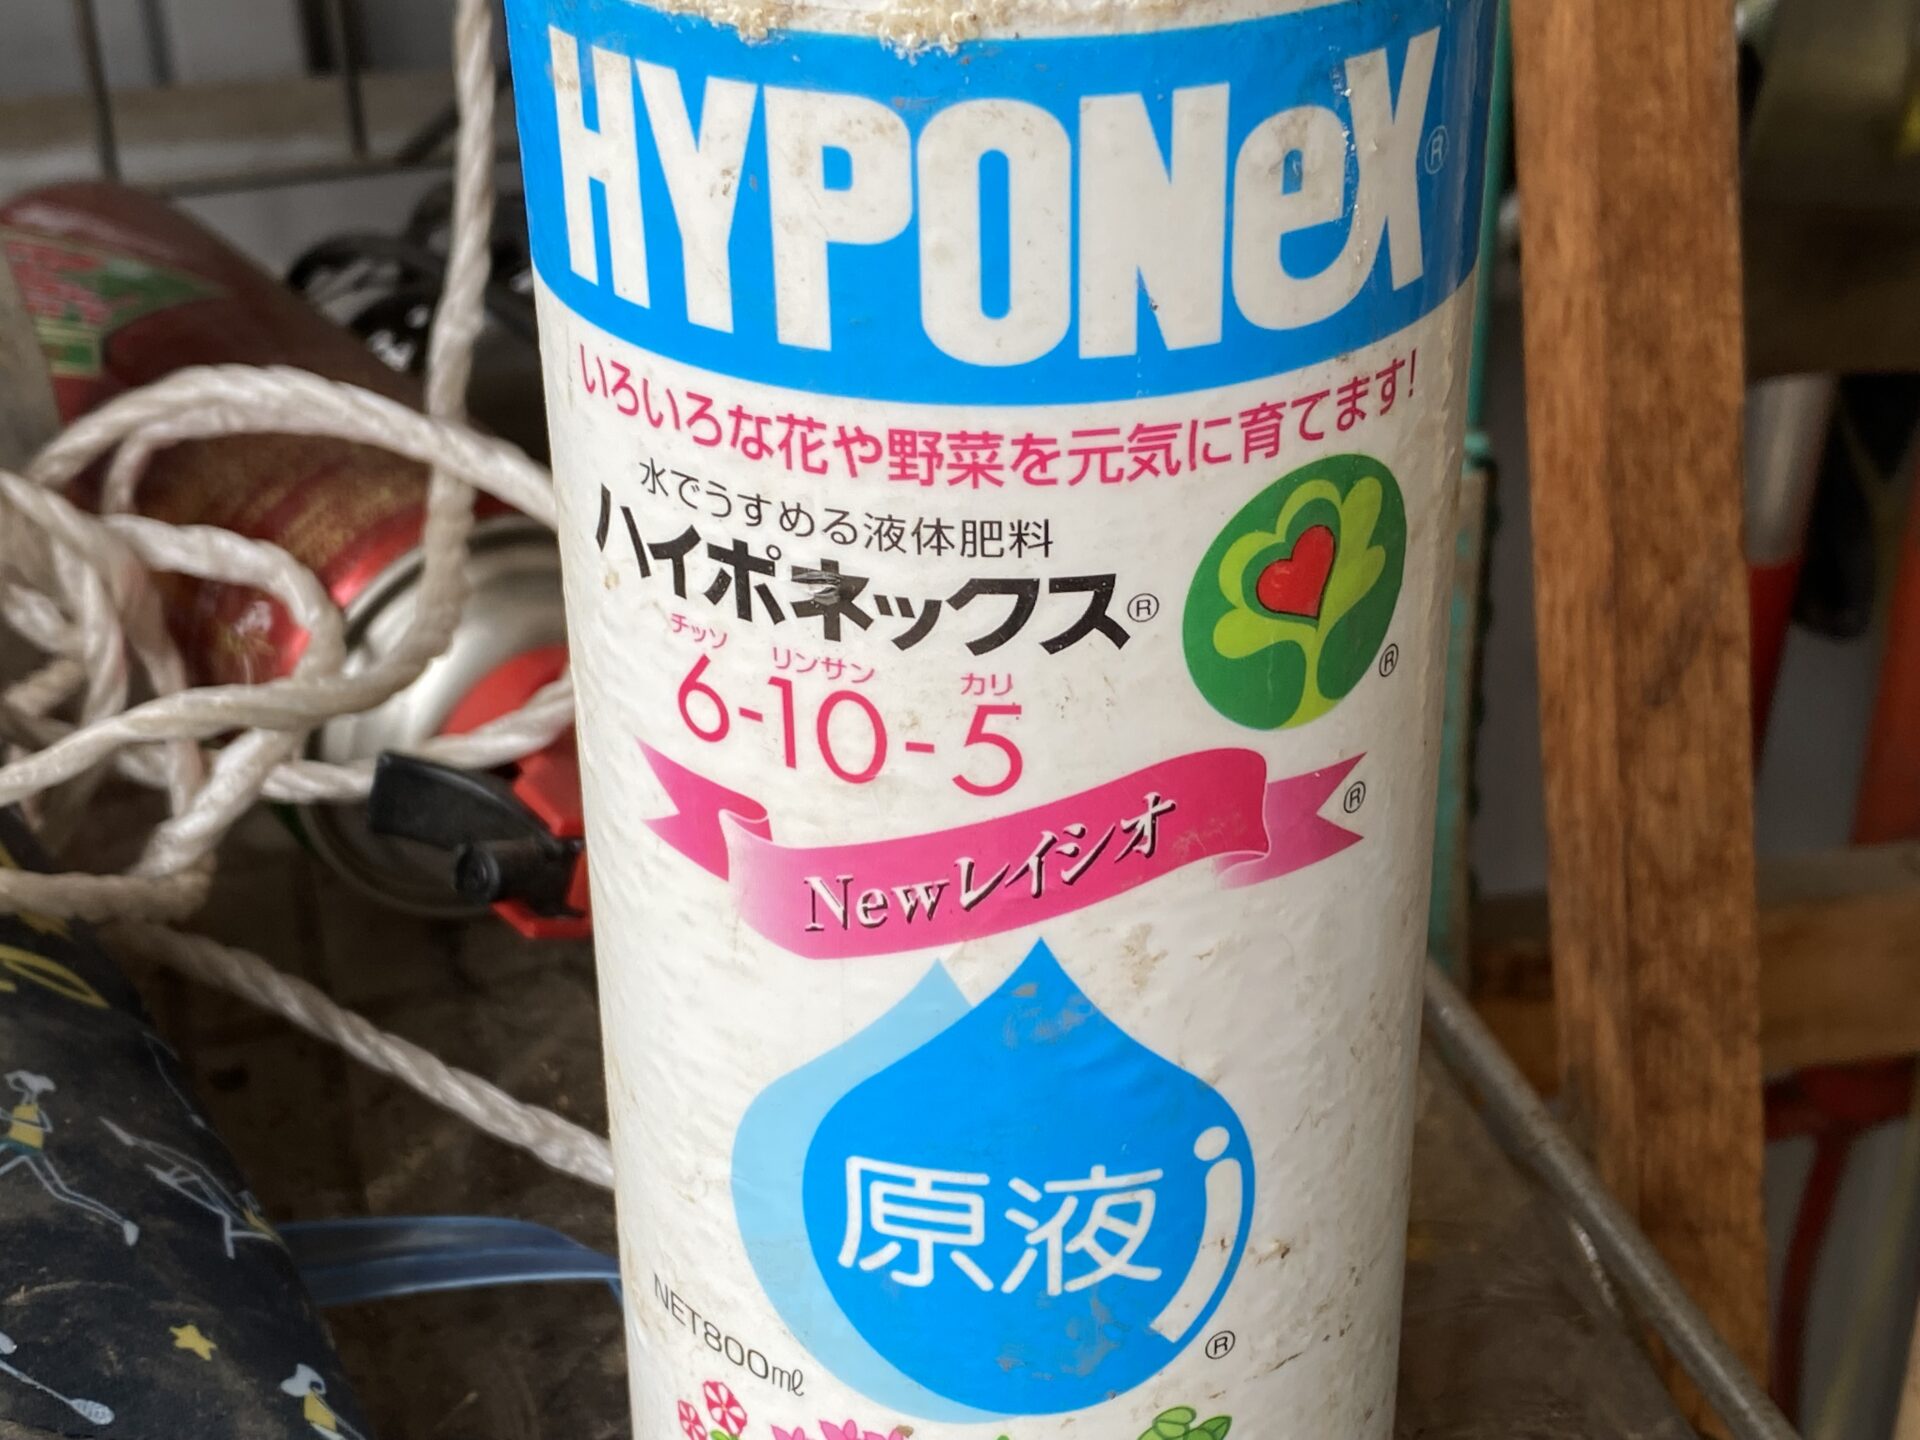 HYPONeX®
いろいろな花や野菜を元気に育てます!
水でうすめる液体肥料
ハイポネックス®
チッソ リンサン カリ
6-10-5
®
Newレイシオ
®
原液
®
NET800ml